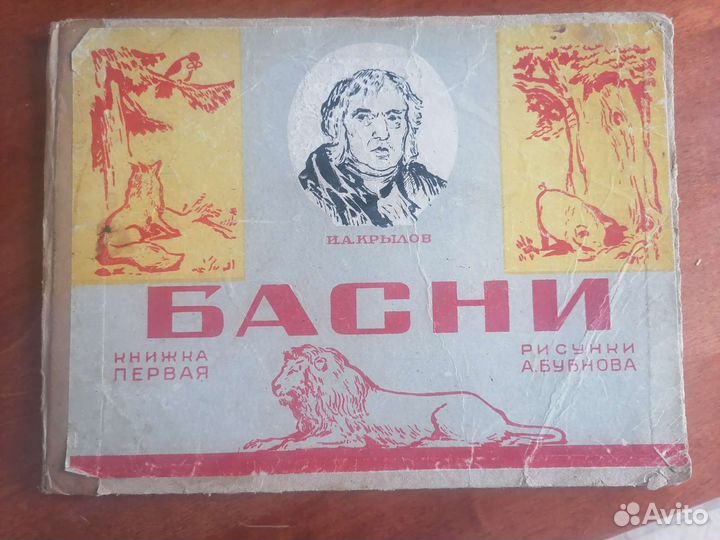 И.А.КРЫЛОВ
БАСНИ
КНИЖКА
ПЕРВАЯ
РИСУНКИ
А.БУБНОВА
Avito